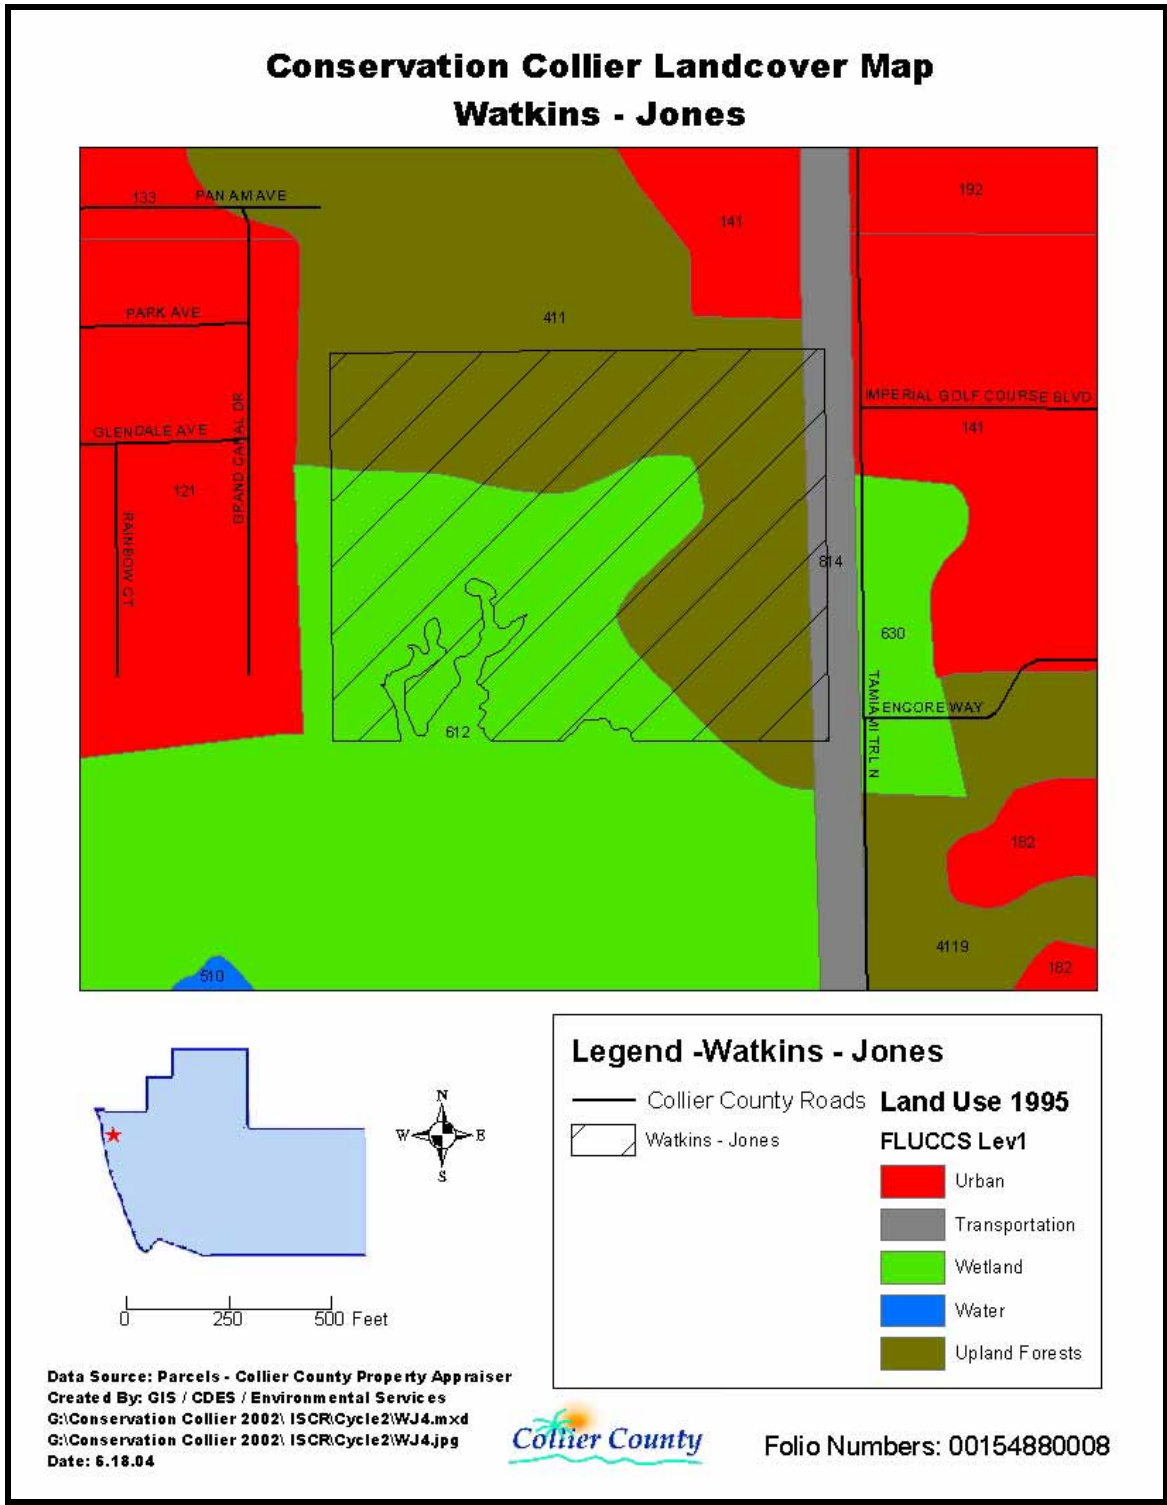 Conservation Collier Landcover Map
Watkins - Jones
133
PAN AM AVE
192
141
PARK AVE
411
IMPERIAL GOLF COURSE BLVD
141
GLENDALE AVE
GRAND CANAL DR
121
RAINBOW CT
814
630
TAMIAMI TRL N
ENCORE WAY
612
182
4119
182
510
Legend -Watkins - Jones
Collier County Roads
Watkins - Jones
Land Use 1995
FLUCCS Lev1
Urban
Transportation
Wetland
Water
Upland Forests
N
W
E
S
0 250 500 Feet
Data Source: Parcels - Collier County Property Appraiser
Created By: GIS / CDES / Environmental Services
G:\Conservation Collier 2002\ ISCR\Cycle2\WJ4.mxd
G:\Conservation Collier 2002\ ISCR\Cycle2\WJ4.jpg
Date: 6.18.04
Collier County
Folio Numbers: 00154880008